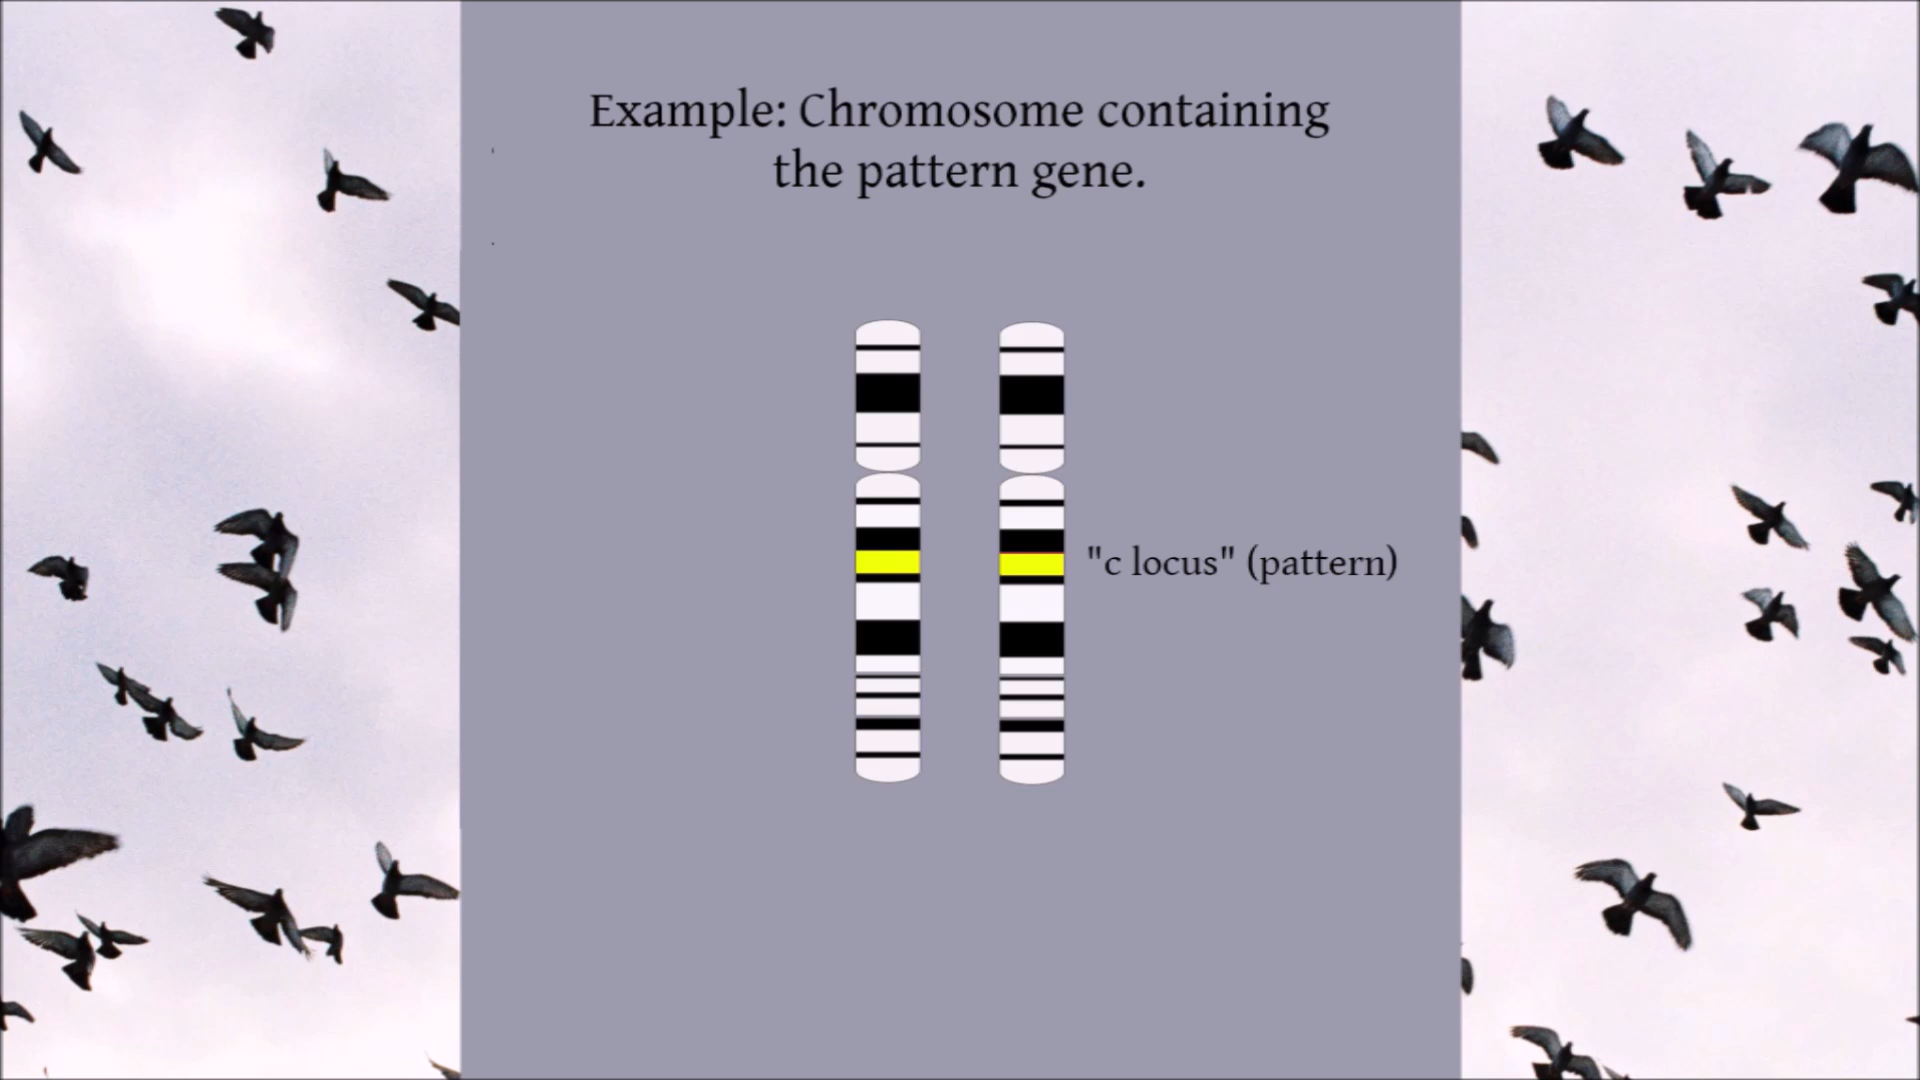 Example: Chromosome containing
the pattern gene.
"c locus" (pattern)